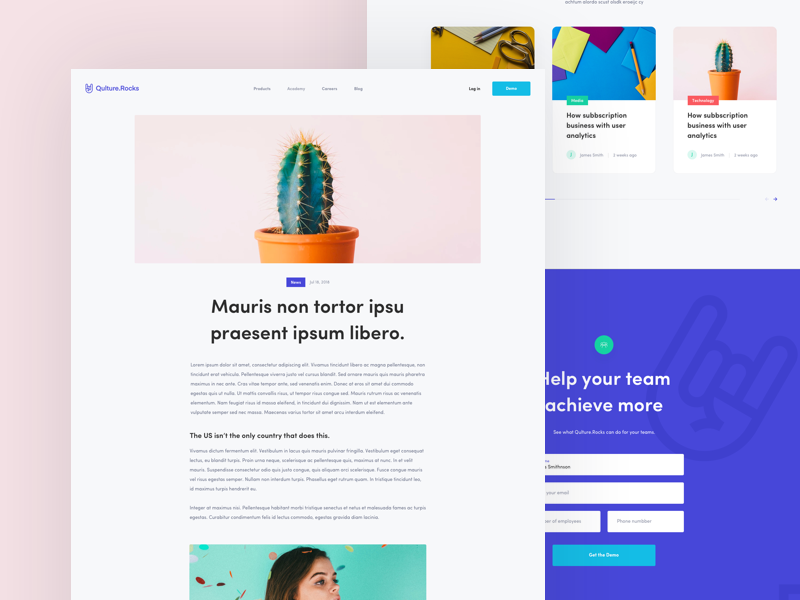 Qulture.Rocks
Products
Academy
Careers
Blog
Log in
Demo
News
Jul 18, 2018
Mauris non tortor ipsu
praesent ipsum libero.
Lorem ipsum dolor sit amet, consectetur adipiscing elit. Vivamus tincidunt libero ac magna pellentesque, non
erat vehicula. Pellentesque viverra justo vel cursus blandit. Sed ornare mauris quis mauris pharetra
maximus in nec ante. Cras vitae tempor ante, sed venenatis enim. Donec at eros sit amet dui commodo
egestas quis ut nulla. Ut mattis convallis risus, ut tempor risus congue sed. Mauris rutrum risus ac venenatis
elementum. Nam feugiat risus id massa eleifend, in tincidunt dui dignissim. Nam ut est elementum ante
vulputate semper sed nec massa. Maecenas varius tortor sit amet arcu interdum eleifend.
The US isn't the only country that does this.
Vivamus dictum fermentum elit. Vestibulum in lacus quis mauris pulvinar fringilla. Vestibulum eget consequat
lectus, eu blandit turpis. Proin urna neque, scelerisque ac pellentesque quis, maximus at nunc. In et velit
mauris. Suspendisse consectetur odio quis justo congue, quis aliquam orci scelerisque. Fusce congue mauris
vel risus egestas semper. Nullam non interdum turpis. Phasellus eget rutrum quam. In tristique tincidunt leo,
id maximus turpis hendrerit eu.
Integer at maximus nisi. Pellentesque habitant morbi tristique senectus et netus et malesuada fames ac turpis
egestas. Curabitur condimentum felis id lectus commodo, egestas gravida diam lacinia.
Media
How subbscription
business with user
analytics
James Smith
2 weeks ago
Technology
How subbscription
business with user
analytics
James Smith
2 weeks ago
Help your team
achieve more
See what Qulture.Rocks can do for your teams.
Smithroon
your email
er of employees
Phone numbber
Get the Demo